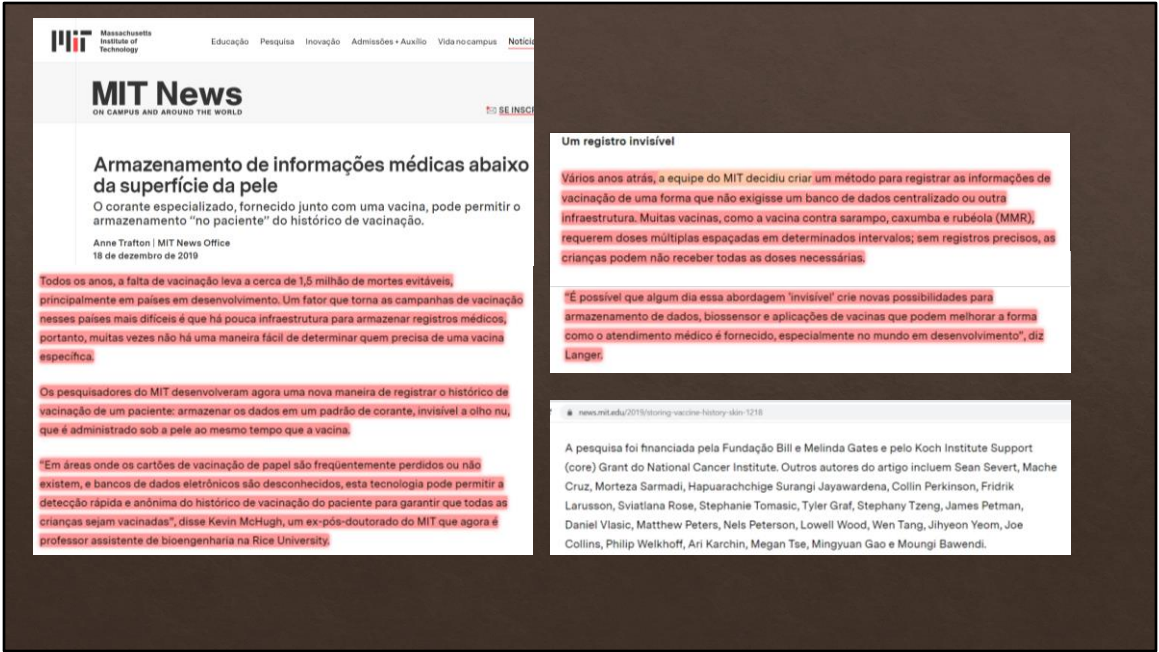 Massachusetts
Institute of
Technology
Educação Pesquisa Inovação Admissões + Auxílio Vida no campus Notícia
MIT News
ON CAMPUS AND AROUND THE WORLD
SE INSCR
Armazenamento de informações médicas abaixo
da superfície da pele
O corante especializado, fornecido junto com uma vacina, pode permitir o
armazenamento "no paciente" do histórico de vacinação.
Anne Trafton | MIT News Office
18 de dezembro de 2019
Todos os anos, a falta de vacinação leva a cerca de 1,5 milhão de mortes evitáveis,
principalmente em países em desenvolvimento. Um fator que torna as campanhas de vacinação
nesses países mais difíceis é que há pouca infraestrutura para armazenar registros médicos,
portanto, muitas vezes não há uma maneira fácil de determinar quem precisa de uma vacina
específica.
Os pesquisadores do MIT desenvolveram agora uma nova maneira de registrar o histórico de
vacinação de um paciente: armazenar os dados em um padrão de corante, invisível a olho nu,
que é administrado sob a pele ao mesmo tempo que a vacina.
"Em áreas onde os cartões de vacinação de papel são freqüentemente perdidos ou não
existem, e bancos de dados eletrônicos são desconhecidos, esta tecnologia pode permitir a
detecção rápida e anônima do histórico de vacinação do paciente para garantir que todas as
crianças sejam vacinadas", disse Kevin McHugh, um ex-pós-doutorado do MIT que agora é
professor assistente de bioengenharia na Rice University.
Um registro invisível
Vários anos atrás, a equipe do MIT decidiu criar um método para registrar as informações de
vacinação de uma forma que não exigisse um banco de dados centralizado ou outra
infraestrutura. Muitas vacinas, como a vacina contra sarampo, caxumba e rubéola (MMR),
requerem doses múltiplas espaçadas em determinados intervalos; sem registros precisos, as
crianças podem não receber todas as doses necessárias.
"É possível que algum dia essa abordagem 'invisível' crie novas possibilidades para
armazenamento de dados, biossensor e aplicações de vacinas que podem melhorar a forma
como o atendimento médico é fornecido, especialmente no mundo em desenvolvimento", diz
Langer.
news.mit.edu/2019/storing-vaccine-history-skin-1218
A pesquisa foi financiada pela Fundação Bill e Melinda Gates e pelo Koch Institute Support
(core) Grant do National Cancer Institute. Outros autores do artigo incluem Sean Severt, Mache
Cruz, Morteza Sarmadi, Hapuarachchige Surangi Jayawardena, Collin Perkinson, Fridrik
Larusson, Sviatlana Rose, Stephanie Tomasic, Tyler Graf, Stephany Tzeng, James Petman,
Daniel Vlasic, Matthew Peters, Nels Peterson, Lowell Wood, Wen Tang, Jihyeon Yeom, Joe
Collins, Philip Welkhoff, Ari Karchin, Megan Tse, Mingyuan Gao e Moungi Bawendi.